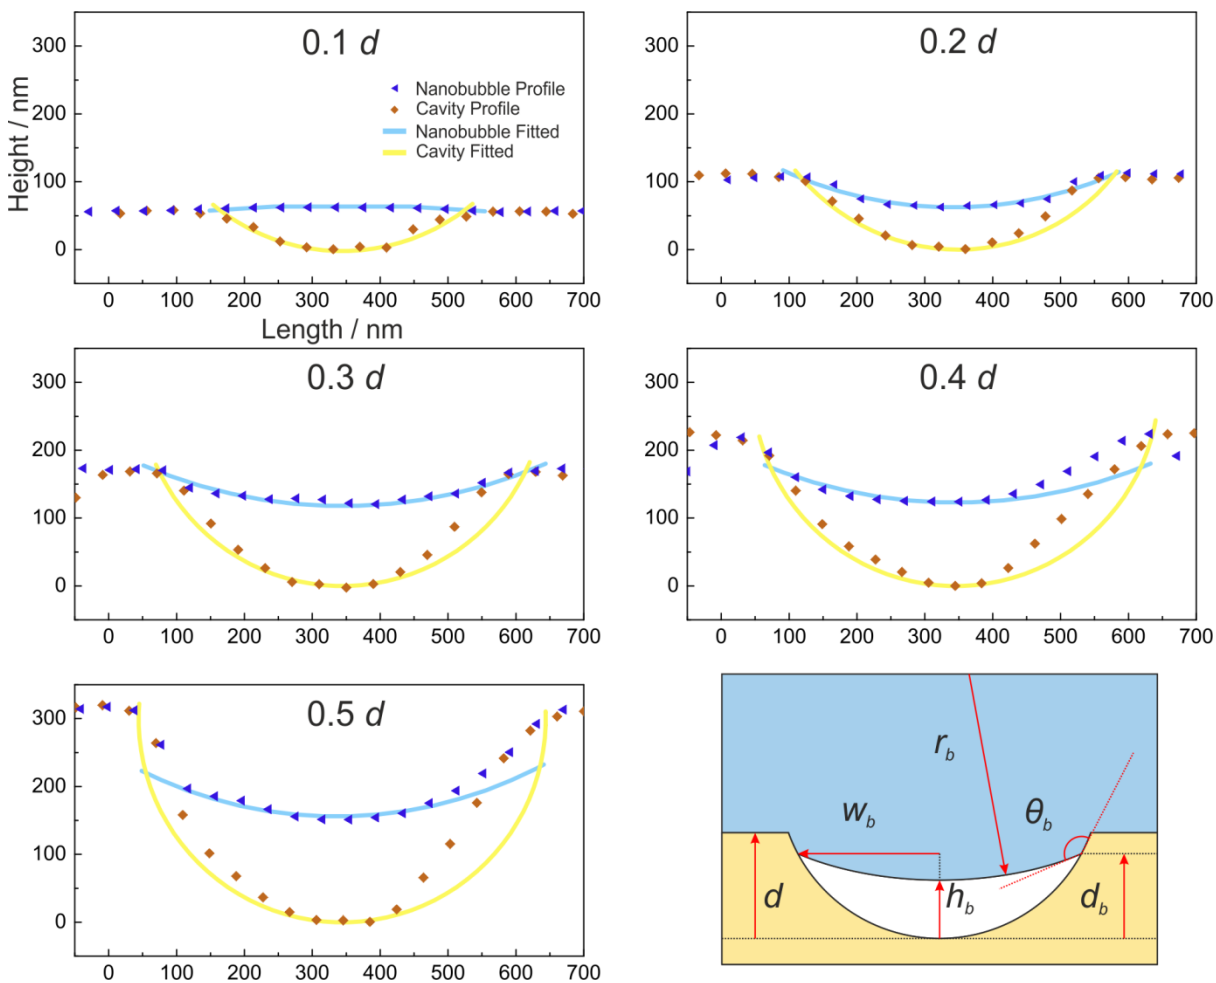 0.1 d
0.2 d
Height / nm
300
200
100
0
Nanobubble Profile
Cavity Profile
Nanobubble Fitted
Cavity Fitted
0 100 200 300 400 500 600 700
Length / nm
300
200
100
0
0 100 200 300 400 500 600 700
0.3 d
300
200
100
0
0 100 200 300 400 500 600 700
0.4 d
300
200
100
0
0 100 200 300 400 500 600 700
0.5 d
300
200
100
0
0 100 200 300 400 500 600 700
r_b
w_b
θ_b
d
h_b
d_b